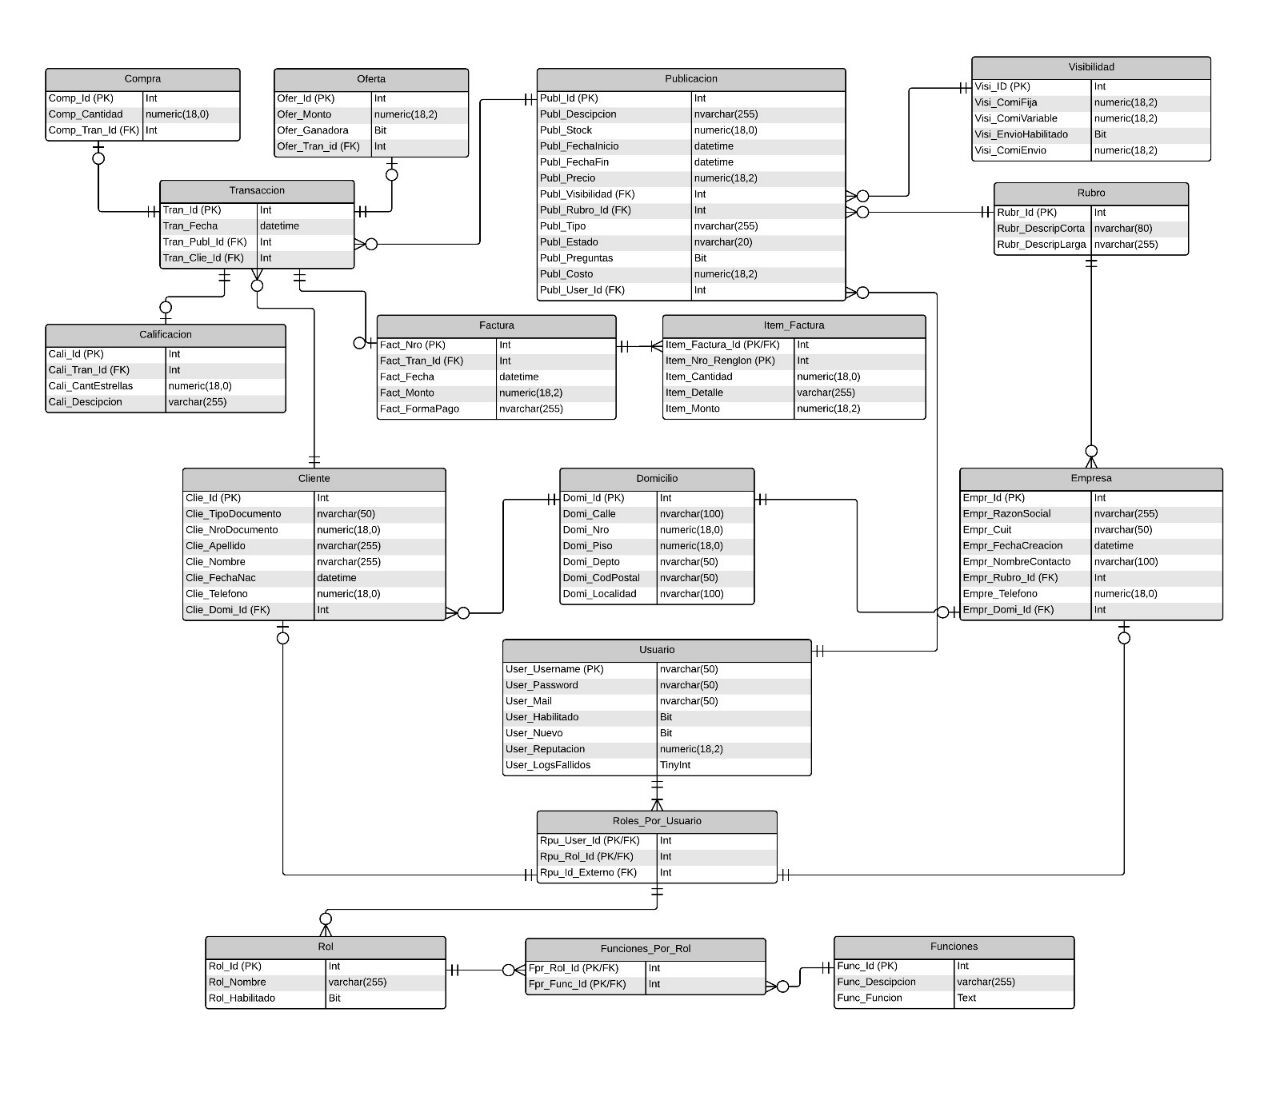 Compra
Comp_Id (PK) Int
Comp_Cantidad numeric(18,0)
Comp_Tran_Id (FK) Int
Oferta
Ofer_Id (PK) Int
Ofer_Monto numeric(18,2)
Ofer_Ganadora Bit
Ofer_Tran_id (FK) Int
Publicacion
Publ_Id (PK) Int
Publ_Descipcion nvarchar(255)
Publ_Stock numeric(18,0)
Publ_FechaInicio datetime
Publ_FechaFin datetime
Publ_Precio numeric(18,2)
Publ_Visibilidad (FK) Int
Publ_Rubro_Id (FK) Int
Publ_Tipo nvarchar(255)
Publ_Estado nvarchar(20)
Publ_Preguntas Bit
Publ_Costo numeric(18,2)
Publ_User_Id (FK) Int
Visibilidad
Visi_ID (PK) Int
Visi_ComiFija numeric(18,2)
Visi_ComiVariable numeric(18,2)
Visi_EnvioHabilitado Bit
Visi_ComiEnvio numeric(18,2)
Transaccion
Tran_Id (PK) Int
Tran_Fecha datetime
Tran_Publ_Id (FK) Int
Tran_Clie_Id (FK) Int
Rubro
Rubr_Id (PK) Int
Rubr_DescripCorta nvarchar(80)
Rubr_DescripLarga nvarchar(255)
Calificacion
Cali_Id (PK) Int
Cali_Tran_Id (FK) Int
Cali_CantEstrellas numeric(18,0)
Cali_Descipcion varchar(255)
Factura
Fact_Nro (PK) Int
Fact_Tran_Id (FK) Int
Fact_Fecha datetime
Fact_Monto numeric(18,2)
Fact_FormaPago nvarchar(255)
Item_Factura
Item_Factura_Id (PK/FK) Int
Item_Nro_Renglon (PK) Int
Item_Cantidad numeric(18,0)
Item_Detalle varchar(255)
Item_Monto numeric(18,2)
Cliente
Clie_Id (PK) Int
Clie_TipoDocumento nvarchar(50)
Clie_NroDocumento numeric(18,0)
Clie_Apellido nvarchar(255)
Clie_Nombre nvarchar(255)
Clie_FechaNac datetime
Clie_Telefono numeric(18,0)
Clie_Domi_Id (FK) Int
Domicilio
Domi_Id (PK) Int
Domi_Calle nvarchar(100)
Domi_Nro numeric(18,0)
Domi_Piso numeric(18,0)
Domi_Depto nvarchar(50)
Domi_CodPostal nvarchar(50)
Domi_Localidad nvarchar(100)
Empresa
Empr_Id (PK) Int
Empr_RazonSocial nvarchar(255)
Empr_Cuit nvarchar(50)
Empr_FechaCreacion datetime
Empr_NombreContacto nvarchar(100)
Empr_Rubro_Id (FK) Int
Empre_Telefono numeric(18,0)
Empr_Domi_Id (FK) Int
Usuario
User_Username (PK) nvarchar(50)
User_Password nvarchar(50)
User_Mail nvarchar(50)
User_Habilitado Bit
User_Nuevo Bit
User_Reputacion numeric(18,2)
User_LogsFallidos TinyInt
Roles_Por_Usuario
Rpu_User_Id (PK/FK) Int
Rpu_Rol_Id (PK/FK) Int
Rpu_Id_Externo (FK) Int
Rol
Rol_Id (PK) Int
Rol_Nombre varchar(255)
Rol_Habilitado Bit
Funciones_Por_Rol
Fpr_Rol_Id (PK/FK) Int
Fpr_Func_Id (PK/FK) Int
Funciones
Func_Id (PK) Int
Func_Descipcion varchar(255)
Func_Funcion Text